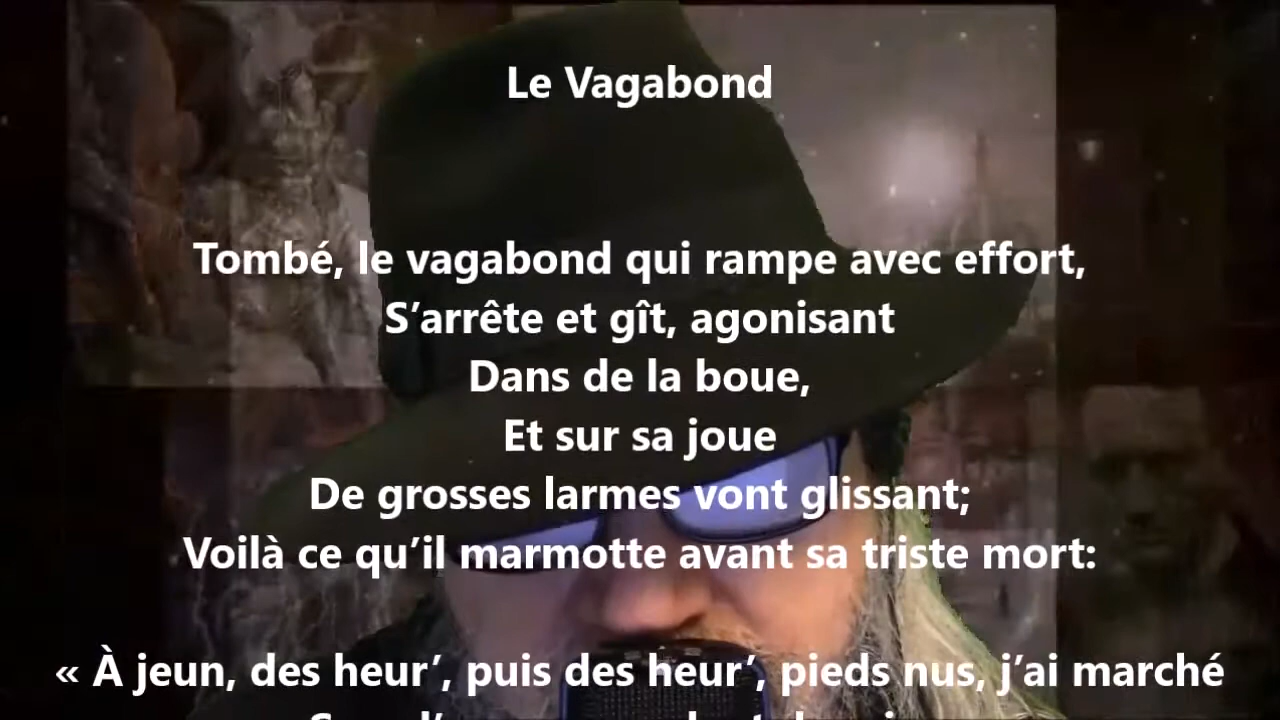 Le Vagabond
Tombé, le vagabond qui rampe avec effort,
S’arrête et gît, agonisant
Dans de la boue,
Et sur sa joue
De grosses larmes vont glissant;
Voilà ce qu’il marmotte avant sa triste mort:
« À jeun, des heur’, puis des heur’, pieds nus, j’ai marché